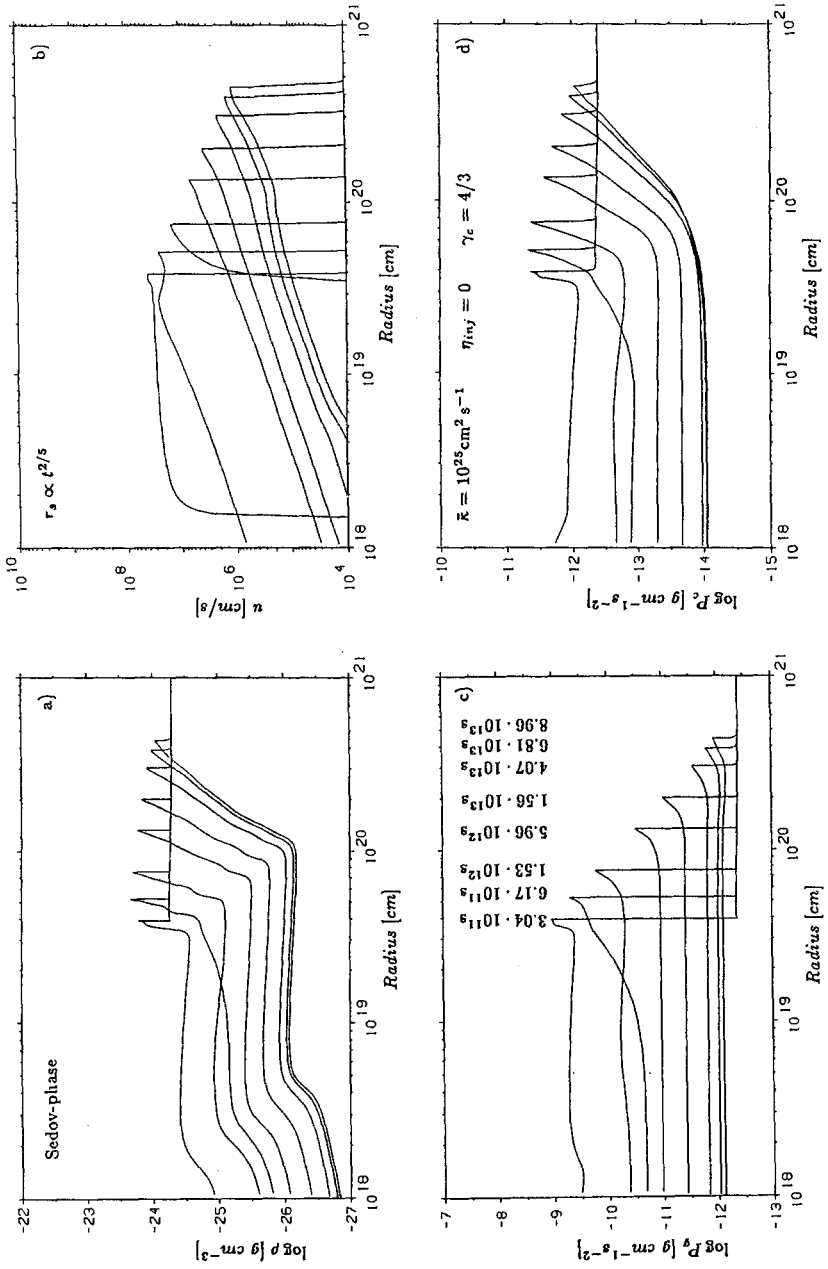 Sedov-phase
a)
log ρ [g cm⁻³]
-22
-23
-24
-25
-26
-27
10¹⁸
10¹⁹
10²⁰
10²¹
Radius [cm]
r_s ∝ t^{2/5}
b)
u [cm/s]
10¹⁰
10⁸
10⁶
10⁴
10¹⁸
10¹⁹
10²⁰
10²¹
Radius [cm]
c)
log P_g [g cm⁻¹s⁻²]
-7
-8
-9
-10
-11
-12
-13
3.04 · 10¹¹s
6.17 · 10¹¹s
1.53 · 10¹²s
5.96 · 10¹²s
1.56 · 10¹³s
4.07 · 10¹³s
6.81 · 10¹³s
8.96 · 10¹³s
10¹⁸
10¹⁹
10²⁰
10²¹
Radius [cm]
κ̄ = 10²⁵cm² s⁻¹ η_inj = 0 γ_c = 4/3
d)
log P_c [g cm⁻¹s⁻²]
-10
-11
-12
-13
-14
-15
10¹⁸
10¹⁹
10²⁰
10²¹
Radius [cm]